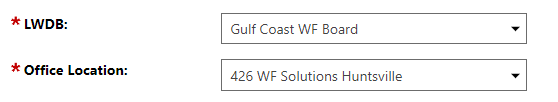 * LWDB: Gulf Coast WF Board
* Office Location: 426 WF Solutions Huntsville